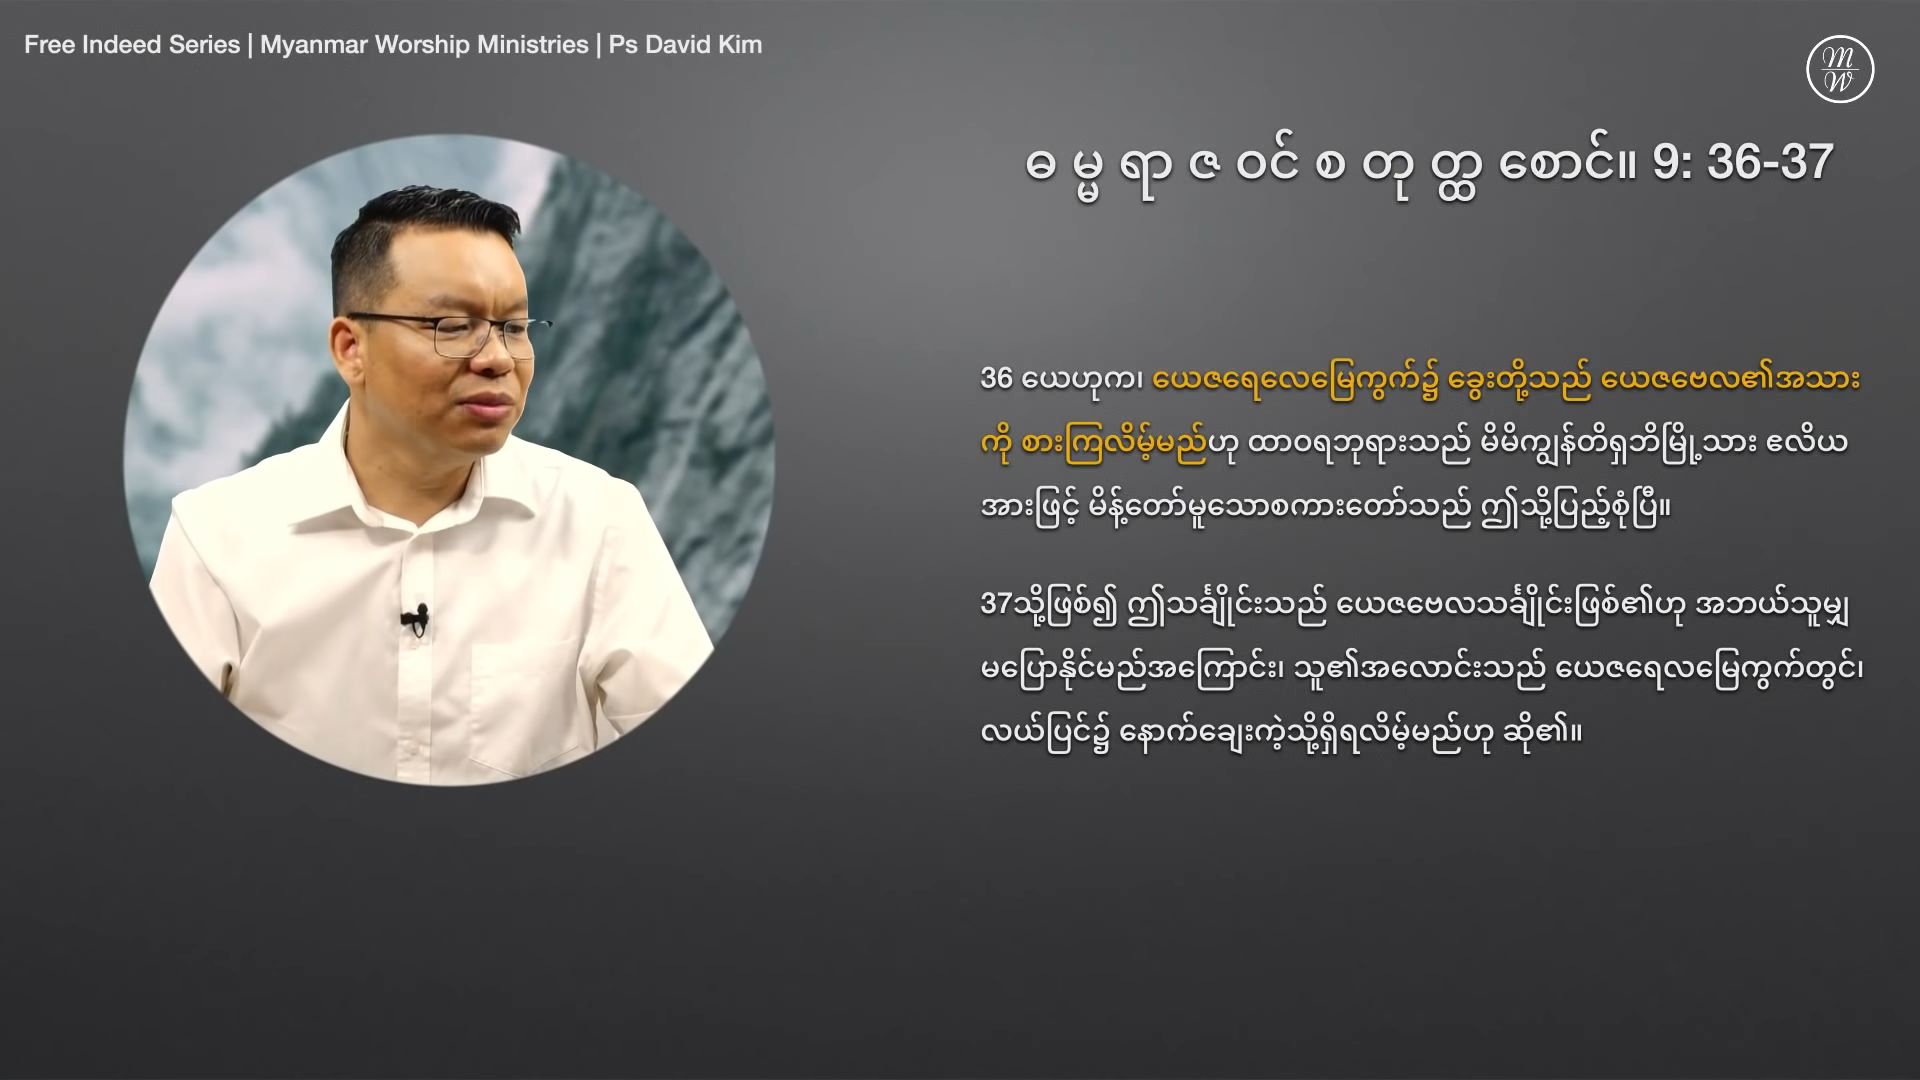 Free Indeed Series | Myanmar Worship Ministries | Ps David Kim
M
W
ဓ မ္မ ရာ ဇ ဝင် စ တု တ္ထ စောင်။ 9: 36-37
36 ယေဟုက၊ ယေဇရေလေမြေကွက်၌ ခွေးတို့သည် ယေဇဗေလ၏အသား
ကို စားကြလိမ့်မည်ဟု ထာဝရဘုရားသည် မိမိကျွန်တိရှဘိမြို့သား ဧလိယ
အားဖြင့် မိန့်တော်မူသောစကားတော်သည် ဤသို့ပြည့်စုံပြီ။
37သို့ဖြစ်၍ ဤသင်္ချိုင်းသည် ယေဇဗေလသင်္ချိုင်းဖြစ်၏ဟု အဘယ်သူမျှ
မပြောနိုင်မည်အကြောင်း၊ သူ၏အလောင်းသည် ယေဇရေလမြေကွက်တွင်၊
လယ်ပြင်၌ နောက်ချေးကဲ့သို့ရှိရလိမ့်မည်ဟု ဆို၏။